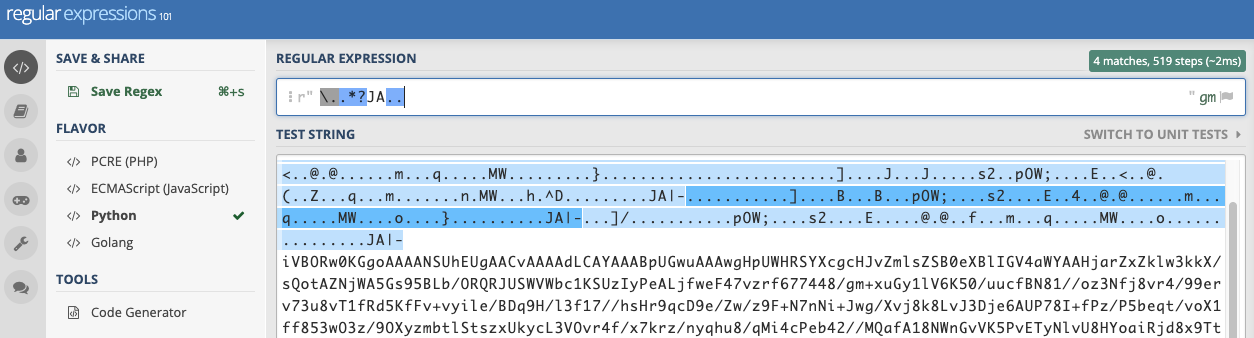 regular expressions 101
SAVE & SHARE
Save Regex ⌘+s
FLAVOR
PCRE (PHP)
ECMAScript (JavaScript)
Python
Golang
TOOLS
Code Generator
REGULAR EXPRESSION
4 matches, 519 steps (~2ms)
r" \..*?JA.. " gm
TEST STRING
SWITCH TO UNIT TESTS
<..@.@......m...q.....MW.........}..........................]....J...J.....s2..pOW;....E..<..@.
(..Z...q...m.......n.MW...h.^D.........JA|-...........]....B...B...pOW;....s2....E..4..@.@......m...
q.....MW....o....}..........JA|-...]/...........pOW;...s2....E.....@.@..f...m...q.....MW....o.......
..........JA|-
iVBORw0KGgoAAAANSUhEUgAACvAAAAdLCAYAAABpUGwuAAAwgHpUWHRSYXcgcHJvZmlsZSB0eXBlIGV4aWYAAHjarZxZklw3kkX/
sQotAZNjWA5Gs95BLb/ORQRJUSWVWbc1KSUzIyPeALjfweF47vzrf677448/gm+xuGy1lV6K50/uucfBN81//oz3Nfj8vr4/99er
v73u8vT1fRd5KfFv+vyile/BDq9H/l3f17//hsHr9qcD9e/Zw/z9F+N7nNi+Jwg/Xvj8k8LvJ3Dje6AUP78I+fPz/P5beqt/voX1
ff853wO3z/9OXyzmbtlStszxUkycL3VOvr4f/x7krz/nyqhu8/qMi4cPeb42//MQafA18NWnGvVK5PvETyNlvU8HYoaiRjd8x9Tt